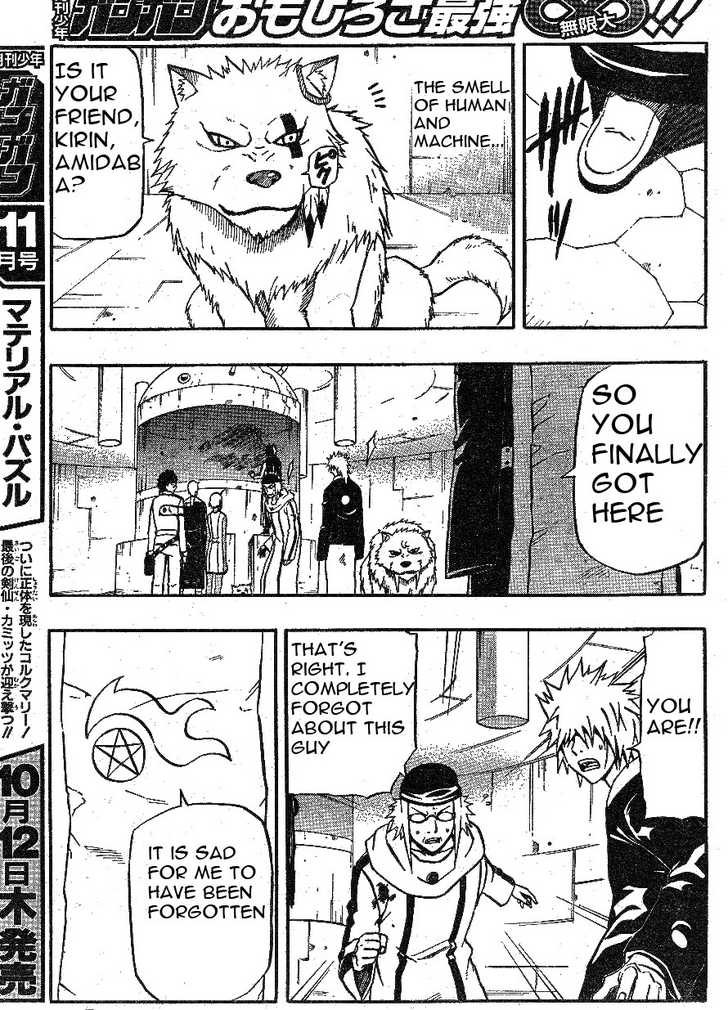 刊少年
ガンガン
おもしろさ最強
無限大
!!
月刊少年
ガンガン
11
月号
マテリアル・パズル
ついに正体を現したコルクマリー!
最後の剣仙・カミッツが迎え撃つ!!
10月12日木発売
THE SMELL
OF HUMAN
AND
MACHINE...
IS IT
YOUR
FRIEND,
KIRIN,
AMIDAB
A?
ピク
SO
YOU
FINALLY
GOT
HERE
YOU
ARE!!
THAT'S
RIGHT. I
COMPLETELY
FORGOT
ABOUT THIS
GUY
IT IS SAD
FOR ME TO
HAVE BEEN
FORGOTTEN